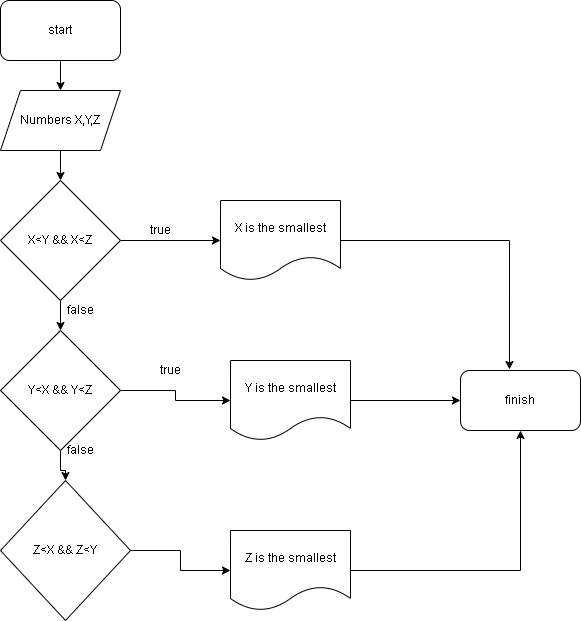 start
Numbers X,Y,Z
X<Y && X<Z
true
X is the smallest
false
Y<X && Y<Z
true
Y is the smallest
finish
false
Z<X && Z<Y
Z is the smallest